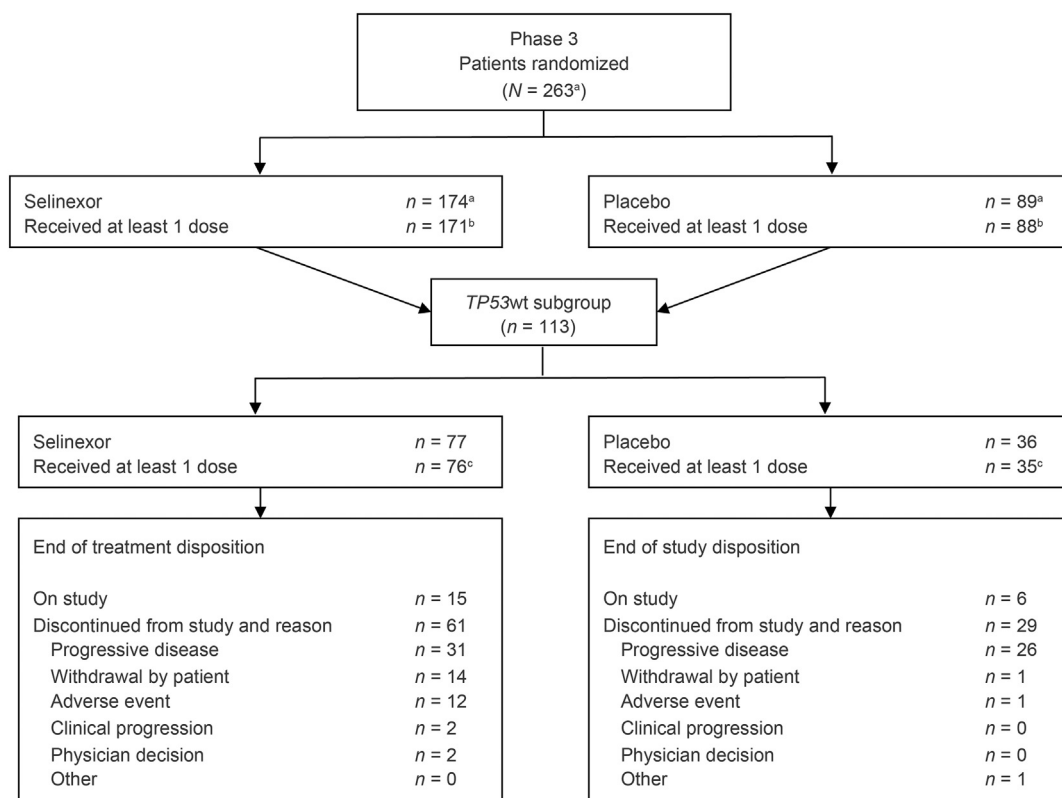 Phase 3
Patients randomized
(N = 263ᵃ)
Selinexor n = 174ᵃ
Received at least 1 dose n = 171ᵇ
Placebo n = 89ᵃ
Received at least 1 dose n = 88ᵇ
TP53wt subgroup
(n = 113)
Selinexor n = 77
Received at least 1 dose n = 76ᶜ
Placebo n = 36
Received at least 1 dose n = 35ᶜ
End of treatment disposition
On study n = 15
Discontinued from study and reason n = 61
Progressive disease n = 31
Withdrawal by patient n = 14
Adverse event n = 12
Clinical progression n = 2
Physician decision n = 2
Other n = 0
End of study disposition
On study n = 6
Discontinued from study and reason n = 29
Progressive disease n = 26
Withdrawal by patient n = 1
Adverse event n = 1
Clinical progression n = 0
Physician decision n = 0
Other n = 1